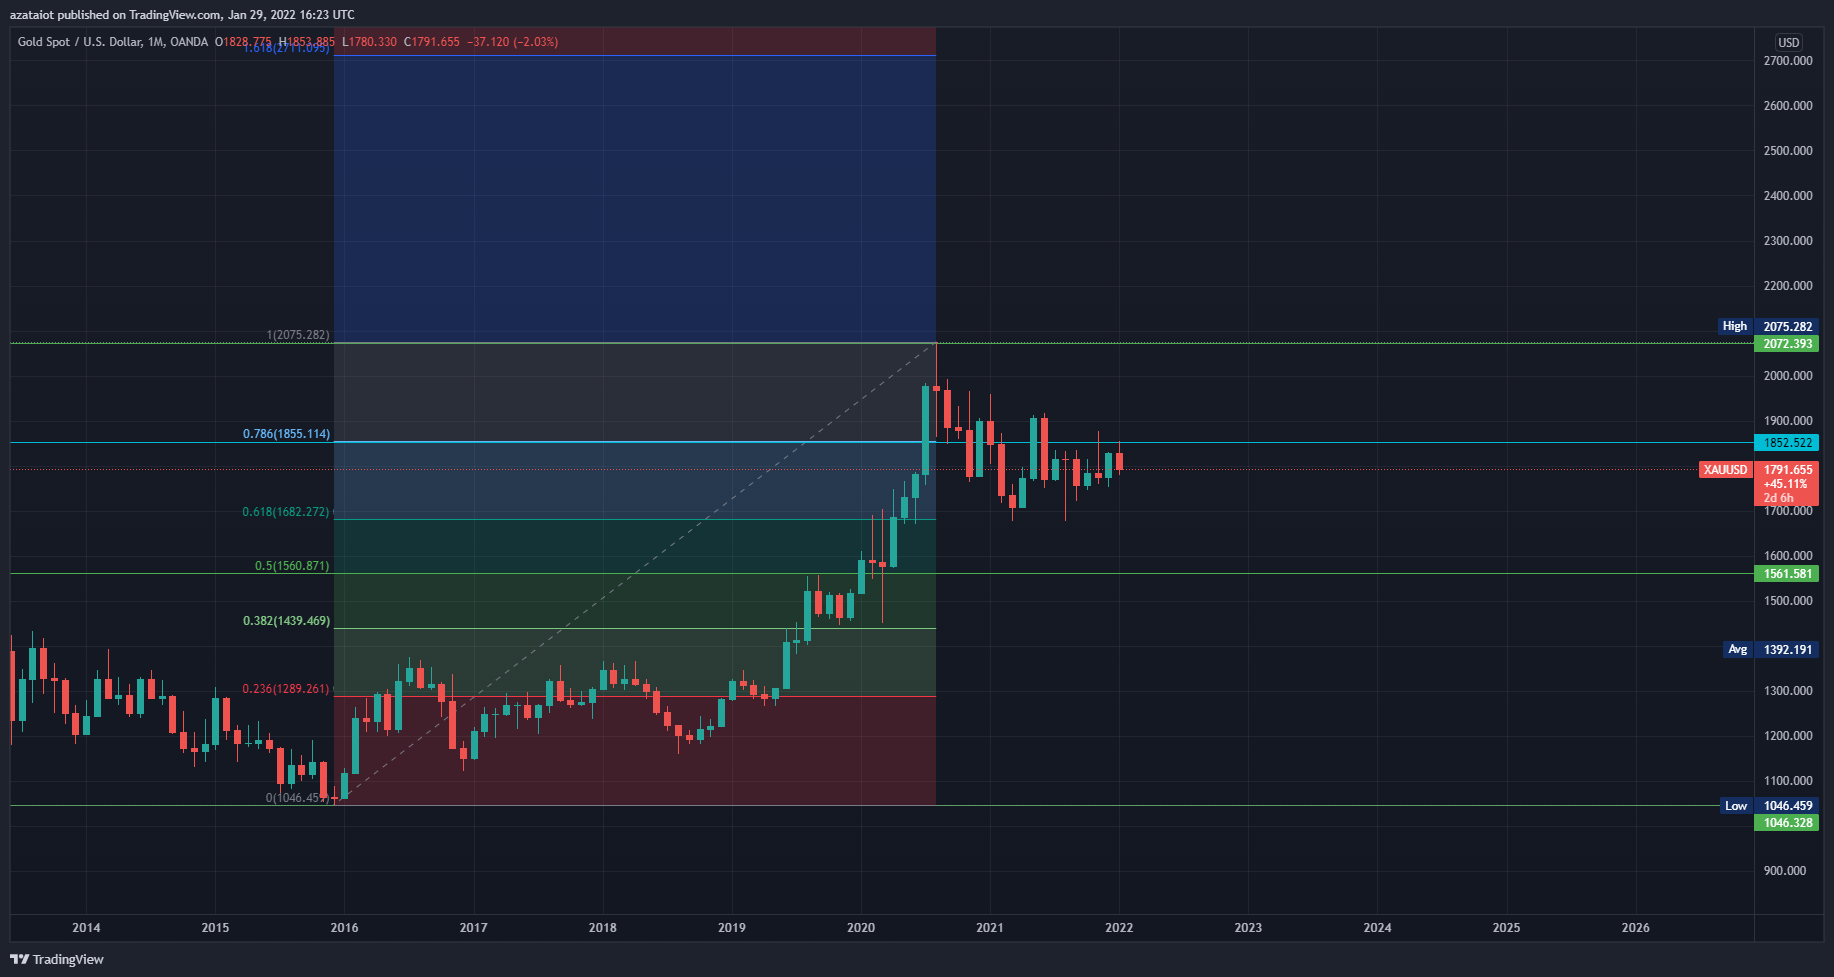 azataiot published on TradingView.com, Jan 29, 2022 16:23 UTC
Gold Spot / U.S. Dollar, 1M, OANDA O1828.775 H1853.885 L1780.330 C1791.655 −37.120 (−2.03%)
USD
1.618(2711.095)
2700.000
2600.000
2500.000
2400.000
2300.000
2200.000
High 2075.282
1(2075.282)
2072.393
2000.000
1900.000
0.786(1855.114)
1852.522
XAUUSD 1791.655
+45.11%
2d 6h
1700.000
0.618(1682.272)
1600.000
0.5(1560.871)
1561.581
1500.000
0.382(1439.469)
Avg 1392.191
0.236(1289.261)
1300.000
1200.000
1100.000
0(1046.459)
Low 1046.459
1046.328
900.000
2014 2015 2016 2017 2018 2019 2020 2021 2022 2023 2024 2025 2026
TradingView